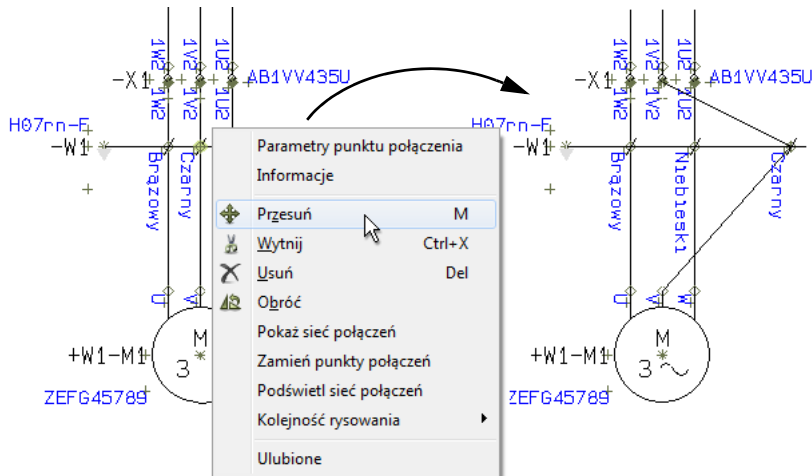 1W2 1V2 1U2
-X1 AB1VV435U
1W2 1V2 1U2
H07rn-F
-W1
Brązowy Czarny
U V
M
3
+W1-M1
ZEFG45789
Parametry punktu połączenia
Informacje
Przesuń M
Wytnij Ctrl+X
Usuń Del
Obróć
Pokaż sieć połączeń
Zamień punkty połączeń
Podświetl sieć połączeń
Kolejność rysowania
Ulubione
1W2 1V2 1U2
-X1 AB1VV435U
1W2 1V2 1U2
H07rn-F
-W1
Brązowy Niebieski Czarny
U V W
M
3
+W1-M1
ZEFG45789